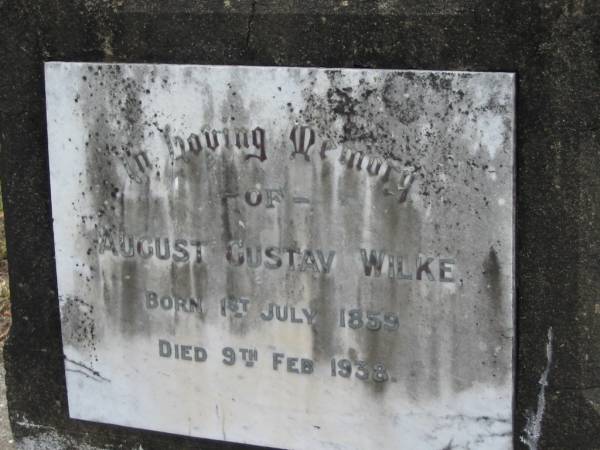 In Loving Memory
- OF -
AUGUST GUSTAV WILKE
BORN 1ST JULY 1859
DIED 9TH FEB 1938.